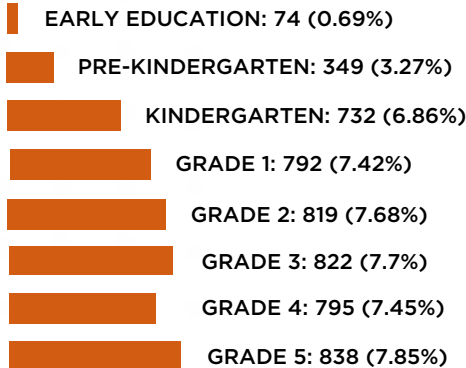 EARLY EDUCATION: 74 (0.69%)
PRE-KINDERGARTEN: 349 (3.27%)
KINDERGARTEN: 732 (6.86%)
GRADE 1: 792 (7.42%)
GRADE 2: 819 (7.68%)
GRADE 3: 822 (7.7%)
GRADE 4: 795 (7.45%)
GRADE 5: 838 (7.85%)